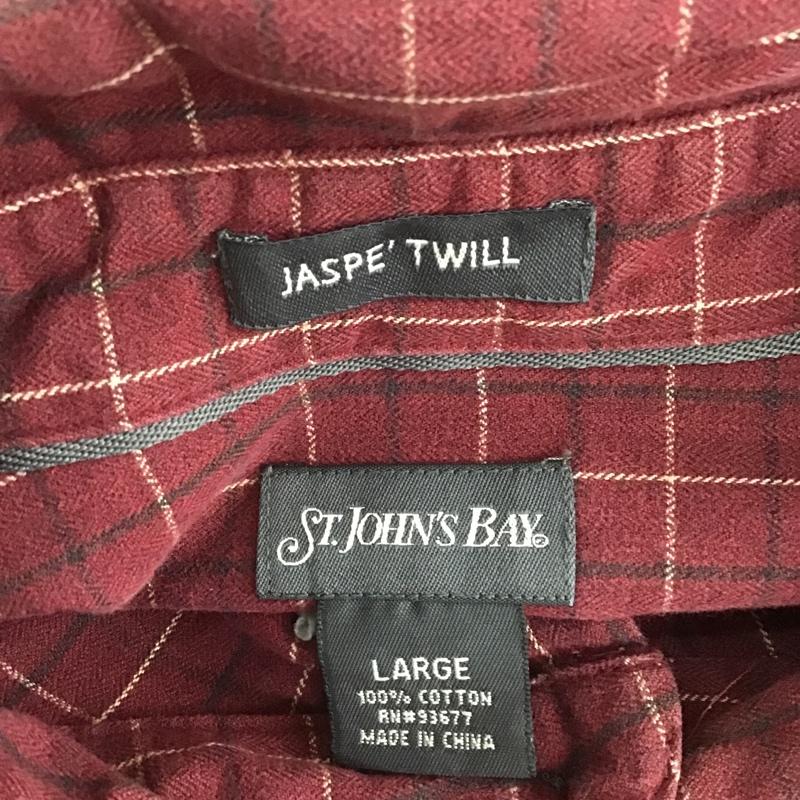 JASPE' TWILL
ST. JOHN'S BAY®
LARGE
100% COTTON
RN#93677
MADE IN CHINA